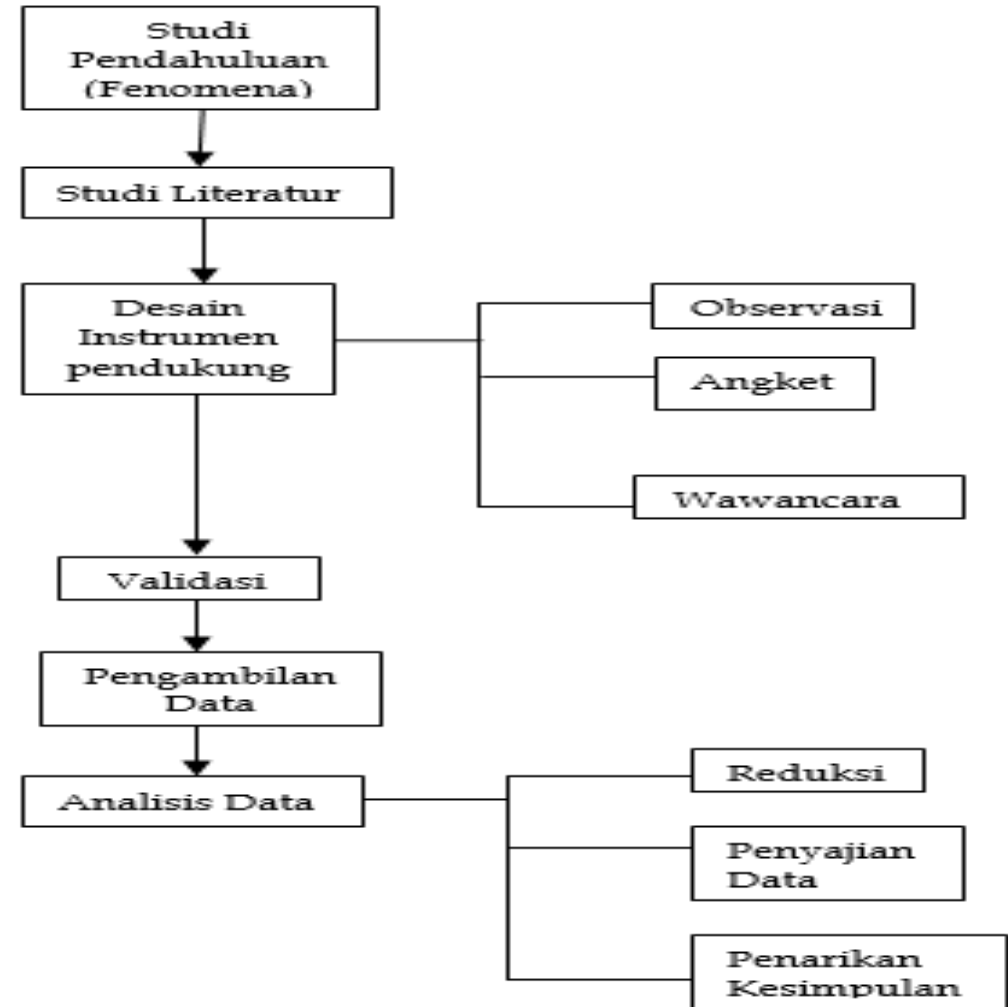 Studi
Pendahuluan
(Fenomena)
Studi Literatur
Desain
Instrumen
pendukung
Observasi
Angket
Wawancara
Validasi
Pengambilan
Data
Analisis Data
Reduksi
Penyajian
Data
Penarikan
Kesimpulan